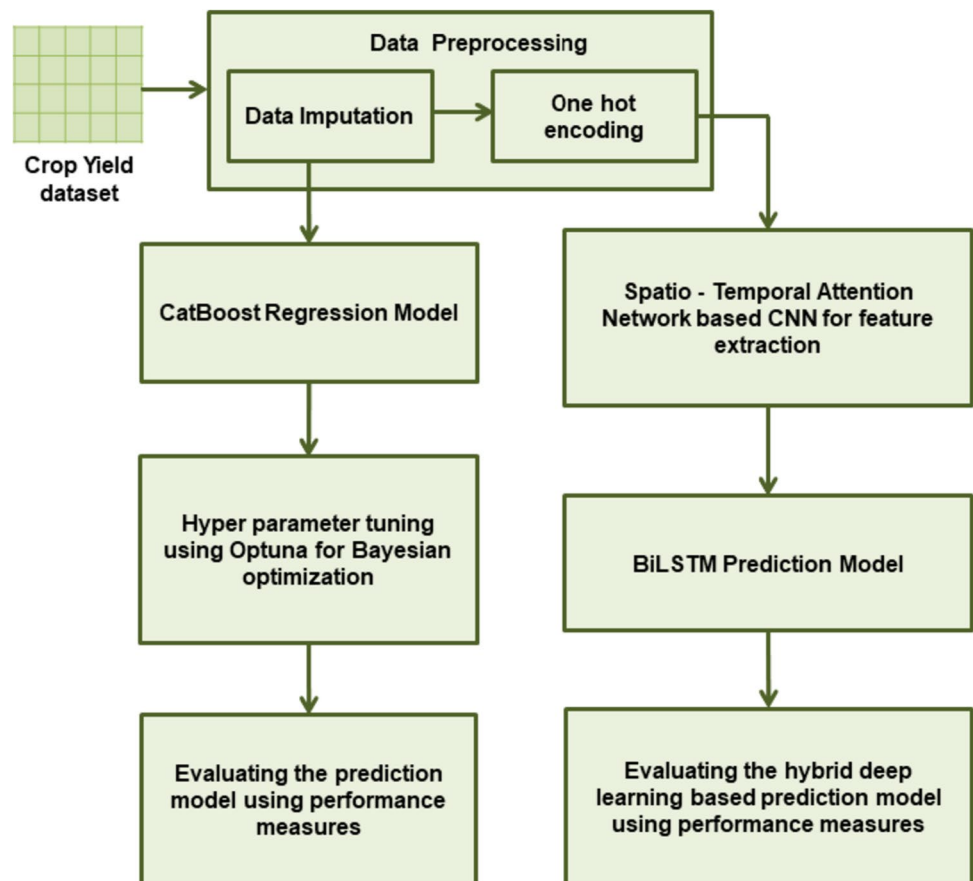 Data Preprocessing
Data Imputation
One hot
encoding
Crop Yield
dataset
CatBoost Regression Model
Spatio - Temporal Attention
Network based CNN for feature
extraction
Hyper parameter tuning
using Optuna for Bayesian
optimization
BiLSTM Prediction Model
Evaluating the prediction
model using performance
measures
Evaluating the hybrid deep
learning based prediction model
using performance measures